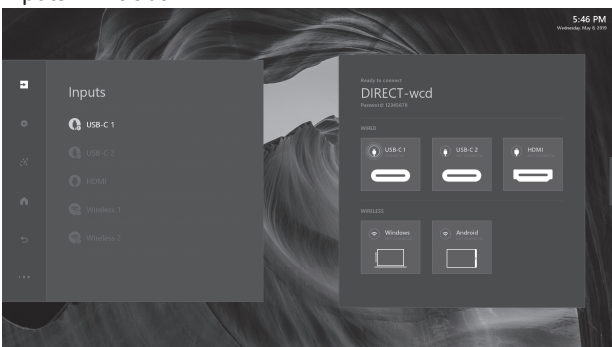 5:46 PM
Wednesday, May 8, 2019
Inputs
USB-C 1
USB-C 2
HDMI
Wireless 1
Wireless 2
Ready to connect
DIRECT-wcd
Password: 12345678
WIRED
USB-C 1
USB-C 2
HDMI
WIRELESS
Windows
Android